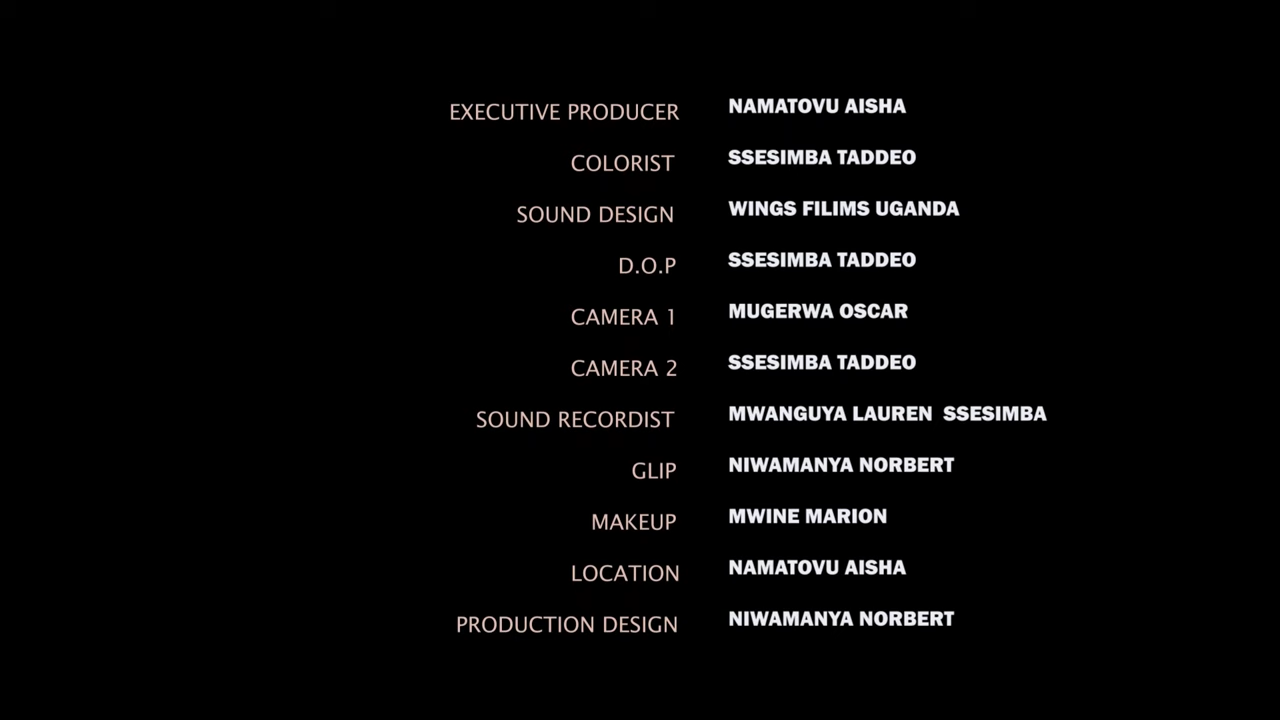 EXECUTIVE PRODUCER NAMATOVU AISHA
COLORIST SSESIMBA TADDEO
SOUND DESIGN WINGS FILIMS UGANDA
D.O.P SSESIMBA TADDEO
CAMERA 1 MUGERWA OSCAR
CAMERA 2 SSESIMBA TADDEO
SOUND RECORDIST MWANGUYA LAUREN SSESIMBA
GLIP NIWAMANYA NORBERT
MAKEUP MWINE MARION
LOCATION NAMATOVU AISHA
PRODUCTION DESIGN NIWAMANYA NORBERT